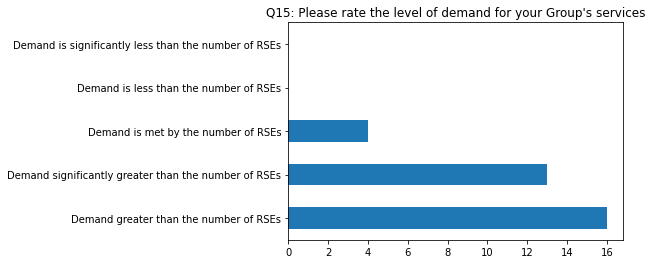 Q15: Please rate the level of demand for your Group's services
Demand is significantly less than the number of RSEs
Demand is less than the number of RSEs
Demand is met by the number of RSEs
Demand significantly greater than the number of RSEs
Demand greater than the number of RSEs
0 2 4 6 8 10 12 14 16